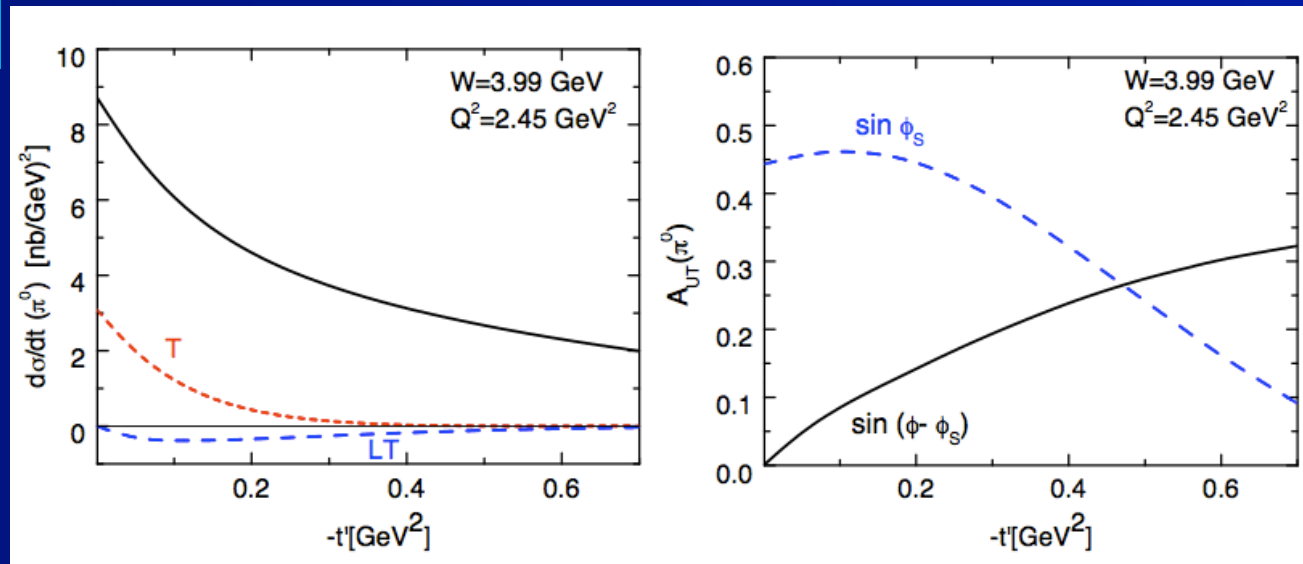 10
8
6
4
2
0
dσ/dt (π⁰) [nb/GeV)²]
W=3.99 GeV
Q²=2.45 GeV²
T
LT
0.2 0.4 0.6
-t'[GeV²]
0.6
0.5
0.4
0.3
0.2
0.1
0.0
A_UT(π⁰)
W=3.99 GeV
Q²=2.45 GeV²
sin ϕ_S
sin (ϕ- ϕ_S)
0.2 0.4 0.6
-t'[GeV²]